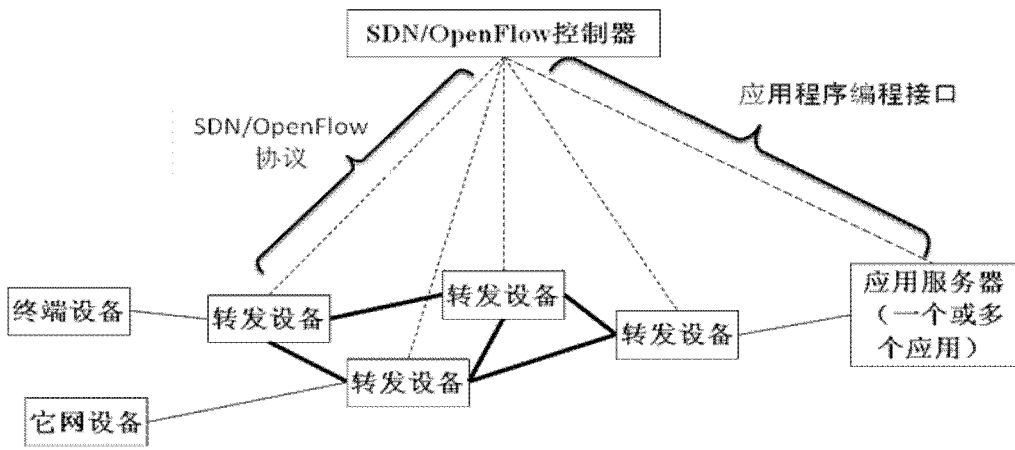 SDN/OpenFlow控制器
应用程序编程接口
SDN/OpenFlow
协议
终端设备
转发设备
转发设备
转发设备
转发设备
应用服务器
（一个或多
个应用）
它网设备